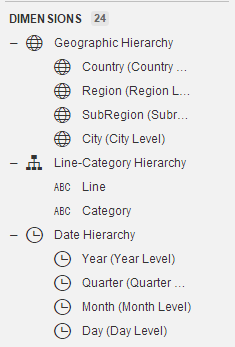 DIMENSIONS 24
Geographic Hierarchy
Country (Country ...
Region (Region L...
SubRegion (Subr...
City (City Level)
Line-Category Hierarchy
ABC Line
ABC Category
Date Hierarchy
Year (Year Level)
Quarter (Quarter ...
Month (Month Level)
Day (Day Level)